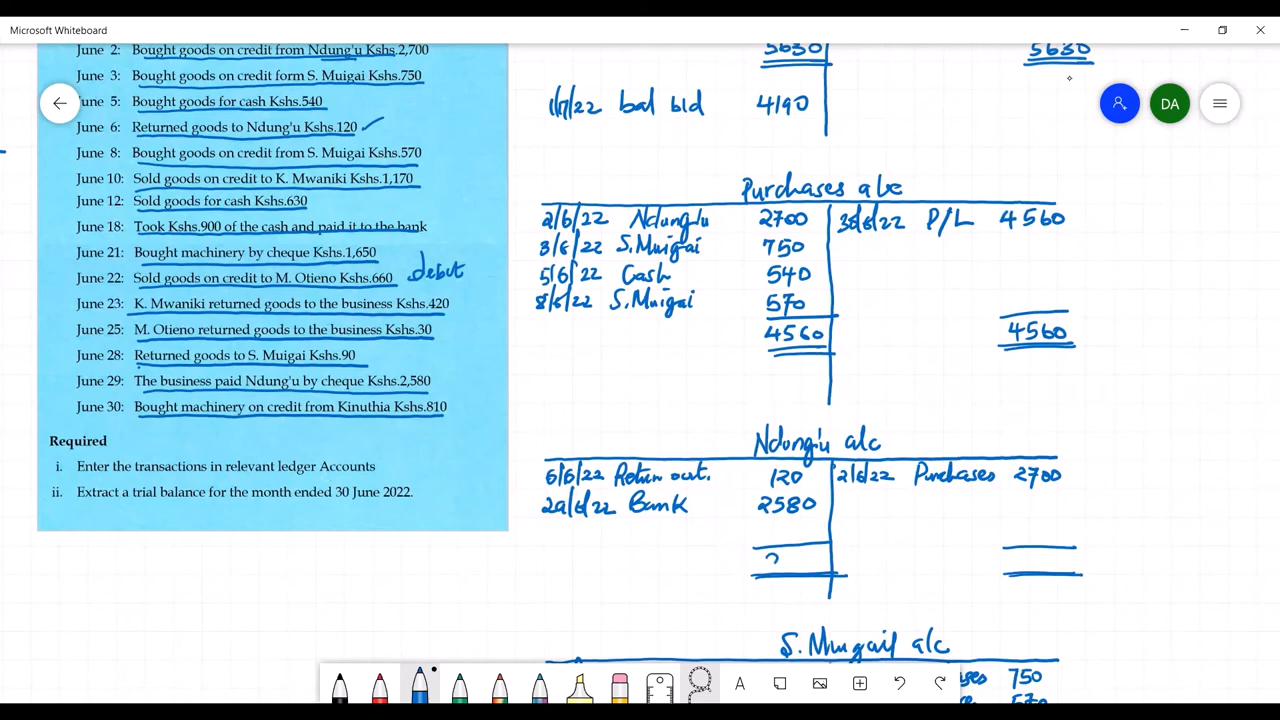 Microsoft Whiteboard
June 2: Bought goods on credit from Ndung'u Kshs.2,700
June 3: Bought goods on credit form S. Muigai Kshs.750
une 5: Bought goods for cash Kshs.540
June 6: Returned goods to Ndung'u Kshs.120
June 8: Bought goods on credit from S. Muigai Kshs.570
June 10: Sold goods on credit to K. Mwaniki Kshs.1,170
June 12: Sold goods for cash Kshs.630
June 18: Took Kshs.900 of the cash and paid it to the bank
June 21: Bought machinery by cheque Kshs.1,650
June 22: Sold goods on credit to M. Otieno Kshs.660
June 23: K. Mwaniki returned goods to the business Kshs.420
June 25: M. Otieno returned goods to the business Kshs.30
June 28: Returned goods to S. Muigai Kshs.90
June 29: The business paid Ndung'u by cheque Kshs.2,580
June 30: Bought machinery on credit from Kinuthia Kshs.810
Required
i. Enter the transactions in relevant ledger Accounts
ii. Extract a trial balance for the month ended 30 June 2022.
5630 5630
1/7/22 bal b/d 4190
DA
Purchases a/c
2/6/22 Ndung'u 2700 30/6/22 P/L 4560
3/6/22 S.Muigai 750
5/6/22 Cash 540
8/6/22 S.Muigai 570
4560 4560
Ndung'u a/c
6/6/22 Return out. 120 2/6/22 Purchases 2700
29/6/22 Bank 2580
S. Muigai a/c
ses 750
570
A